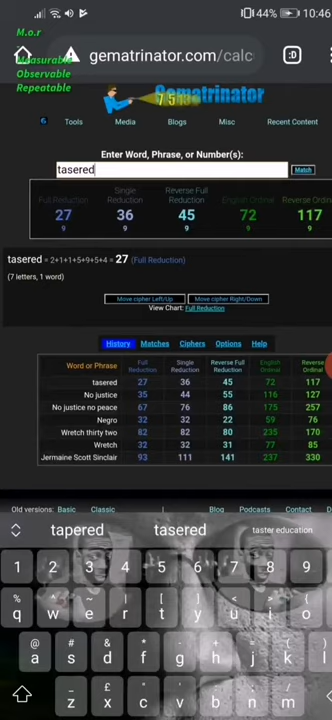 44% 10:46
M.o.r
gematrinator.com/calc :D
Measurable
Observable
Repeatable
Gematrinator
Tools Media Blogs Misc Recent Content
Enter Word, Phrase, or Number(s):
tasered Match
Full Reduction Single Reduction Reverse Full Reduction English Ordinal Reverse Ordin
27 36 45 72 117
9 9 9 9 9
tasered = 2+1+1+5+9+5+4 = 27 (Full Reduction)
(7 letters, 1 word)
Move cipher Left/Up Move cipher Right/Down
View Chart: Full Reduction
History Matches Ciphers Options Help
Word or Phrase Full Reduction Single Reduction Reverse Full Reduction English Ordinal Reverse Ordinal
tasered 27 36 45 72 117
No justice 35 44 55 116 127
No justice no peace 67 76 86 175 257
Negro 32 32 22 59 76
Wretch thirty two 82 82 80 235 170
Wretch 32 32 31 77 85
Jermaine Scott Sinclair 93 111 141 237 330
Old versions: Basic Classic | Blog Podcasts Contact
tapered tasered taser education
1 2 3 4 5 6 7 8 9
% ^ ~ | [ ] < > {
q w e r t y u i o
@ # & * - + = (
a s d f g h j k l
_ £ " ' : ;
z x c v b n m